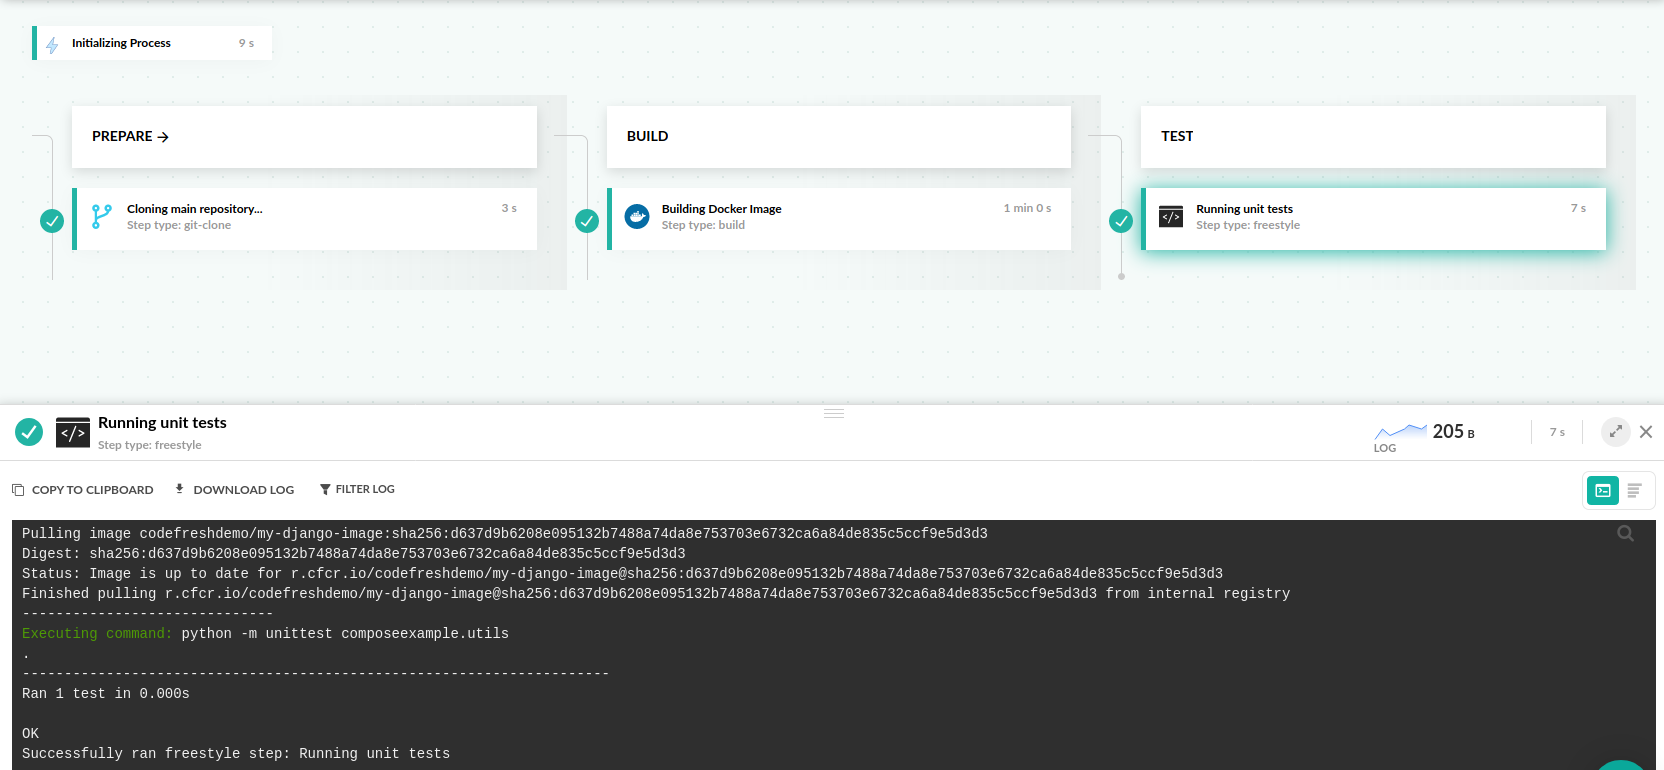 Initializing Process 9 s
PREPARE →
BUILD
TEST
Cloning main repository... 3 s
Step type: git-clone
Building Docker Image 1 min 0 s
Step type: build
</> Running unit tests 7 s
Step type: freestyle
</> Running unit tests
Step type: freestyle
205 B
LOG
7 s
COPY TO CLIPBOARD DOWNLOAD LOG FILTER LOG
Pulling image codefreshdemo/my-django-image:sha256:d637d9b6208e095132b7488a74da8e753703e6732ca6a84de835c5ccf9e5d3d3
Digest: sha256:d637d9b6208e095132b7488a74da8e753703e6732ca6a84de835c5ccf9e5d3d3
Status: Image is up to date for r.cfcr.io/codefreshdemo/my-django-image@sha256:d637d9b6208e095132b7488a74da8e753703e6732ca6a84de835c5ccf9e5d3d3
Finished pulling r.cfcr.io/codefreshdemo/my-django-image@sha256:d637d9b6208e095132b7488a74da8e753703e6732ca6a84de835c5ccf9e5d3d3 from internal registry
------------------------------
Executing command: python -m unittest composeexample.utils
.
----------------------------------------------------------------------
Ran 1 test in 0.000s
OK
Successfully ran freestyle step: Running unit tests